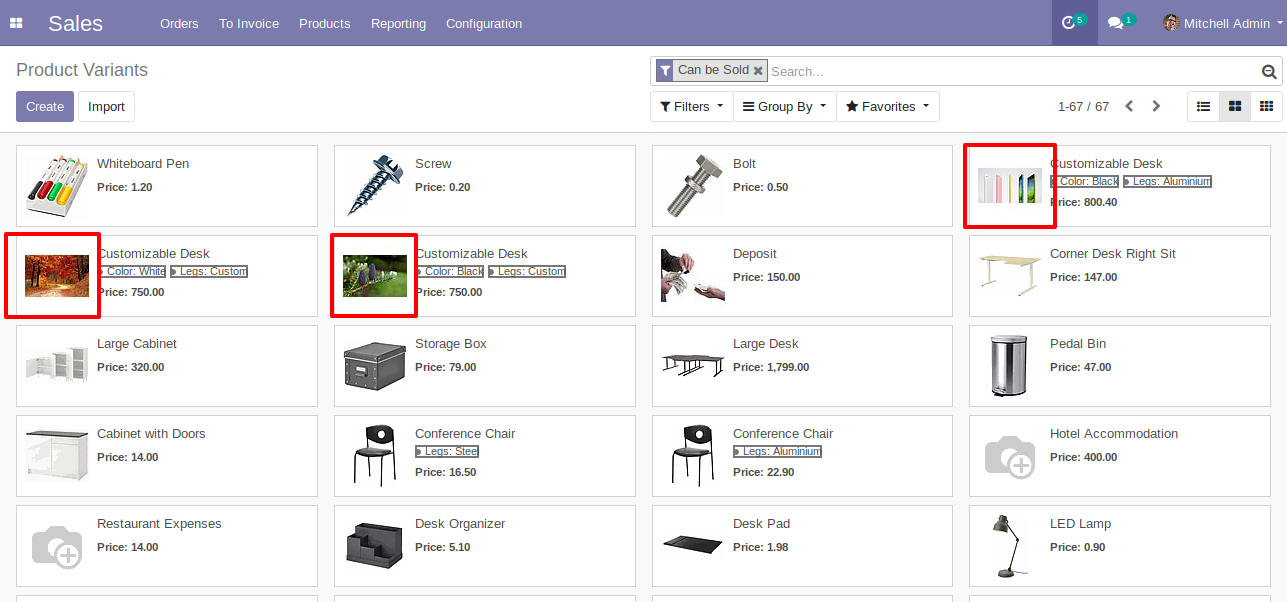 Sales Orders To Invoice Products Reporting Configuration 5 1 Mitchell Admin
Product Variants
Can be Sold Search...
Create Import
Filters Group By Favorites 1-67 / 67
Whiteboard Pen
Price: 1.20
Screw
Price: 0.20
Bolt
Price: 0.50
Customizable Desk
Color: Black Legs: Aluminium
Price: 800.40
Customizable Desk
Color: White Legs: Custom
Price: 750.00
Customizable Desk
Color: Black Legs: Custom
Price: 750.00
Deposit
Price: 150.00
Corner Desk Right Sit
Price: 147.00
Large Cabinet
Price: 320.00
Storage Box
Price: 79.00
Large Desk
Price: 1,799.00
Pedal Bin
Price: 47.00
Cabinet with Doors
Price: 14.00
Conference Chair
Legs: Steel
Price: 16.50
Conference Chair
Legs: Aluminium
Price: 22.90
Hotel Accommodation
Price: 400.00
Restaurant Expenses
Price: 14.00
Desk Organizer
Price: 5.10
Desk Pad
Price: 1.98
LED Lamp
Price: 0.90